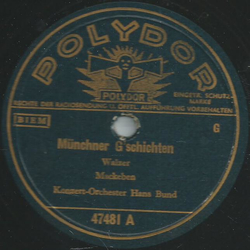 POLYDOR
POLYDOR
EINGETR. SCHUTZ-
MARKE
RECHTE DER RADIOSENDUNG U. ÖFFTL. AUFFÜHRUNG VORBEHALTEN
BIEM
G
Münchner G'schichten
Walzer
Mackeben
Konzert-Orchester Hans Bund
47481 A